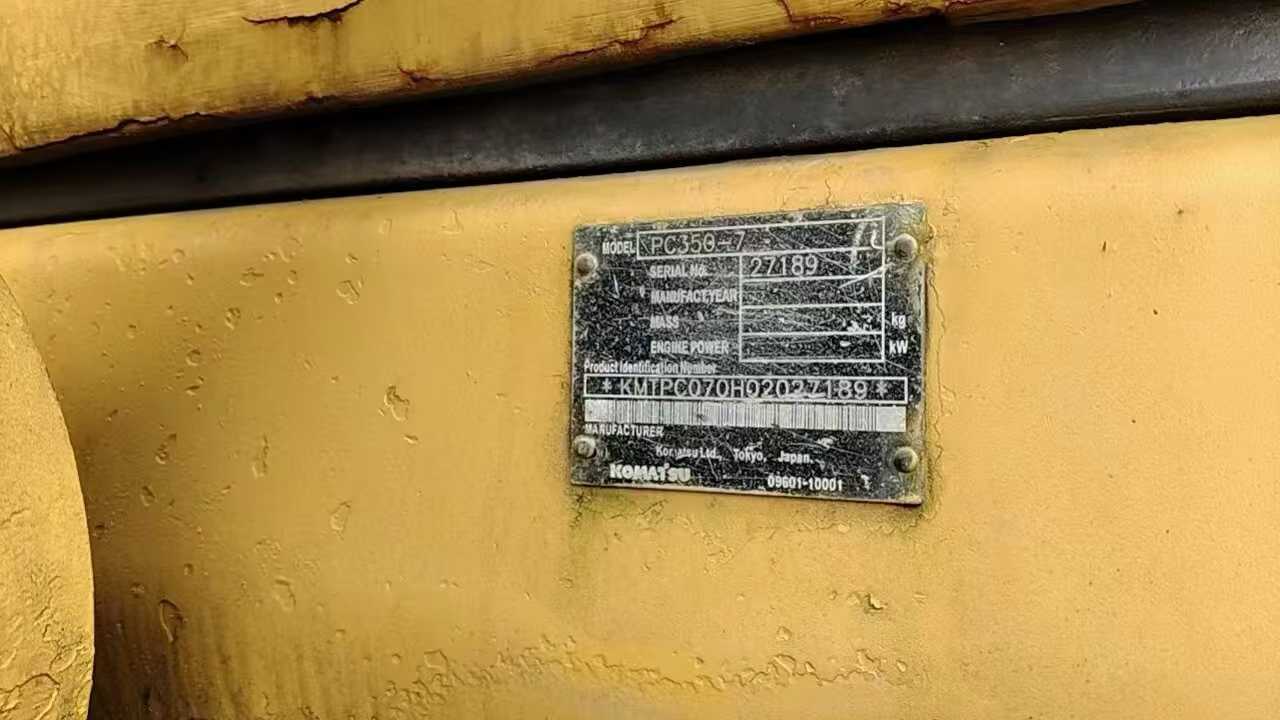 MODEL PC350-7
SERIAL No. 27189
MANUFACT.YEAR
MASS kg
ENGINE POWER kW
Product Identification Number
*KMTPC070H02027189*
MANUFACTURER
Komatsu Ltd., Tokyo, Japan.
KOMATSU 09601-10001